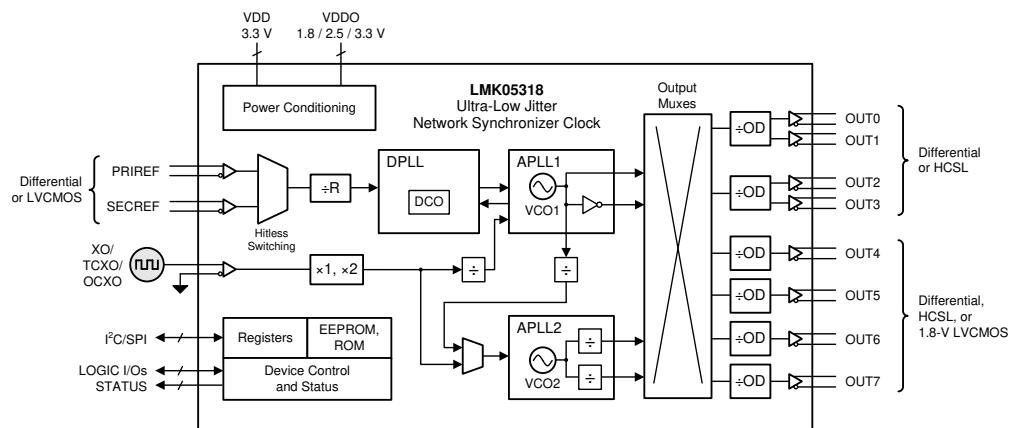 VDD
3.3 V
VDDO
1.8 / 2.5 / 3.3 V
Power Conditioning
LMK05318
Ultra-Low Jitter
Network Synchronizer Clock
Output
Muxes
Differential
or LVCMOS
PRIREF
SECREF
Hitless
Switching
÷R
DPLL
DCO
APLL1
VCO1
XO/
TCXO/
OCXO
×1, ×2
÷
÷
APLL2
VCO2
÷
÷
I²C/SPI
LOGIC I/Os
STATUS
Registers
EEPROM,
ROM
Device Control
and Status
÷OD
÷OD
÷OD
÷OD
÷OD
÷OD
OUT0
OUT1
OUT2
OUT3
OUT4
OUT5
OUT6
OUT7
Differential
or HCSL
Differential,
HCSL, or
1.8-V LVCMOS